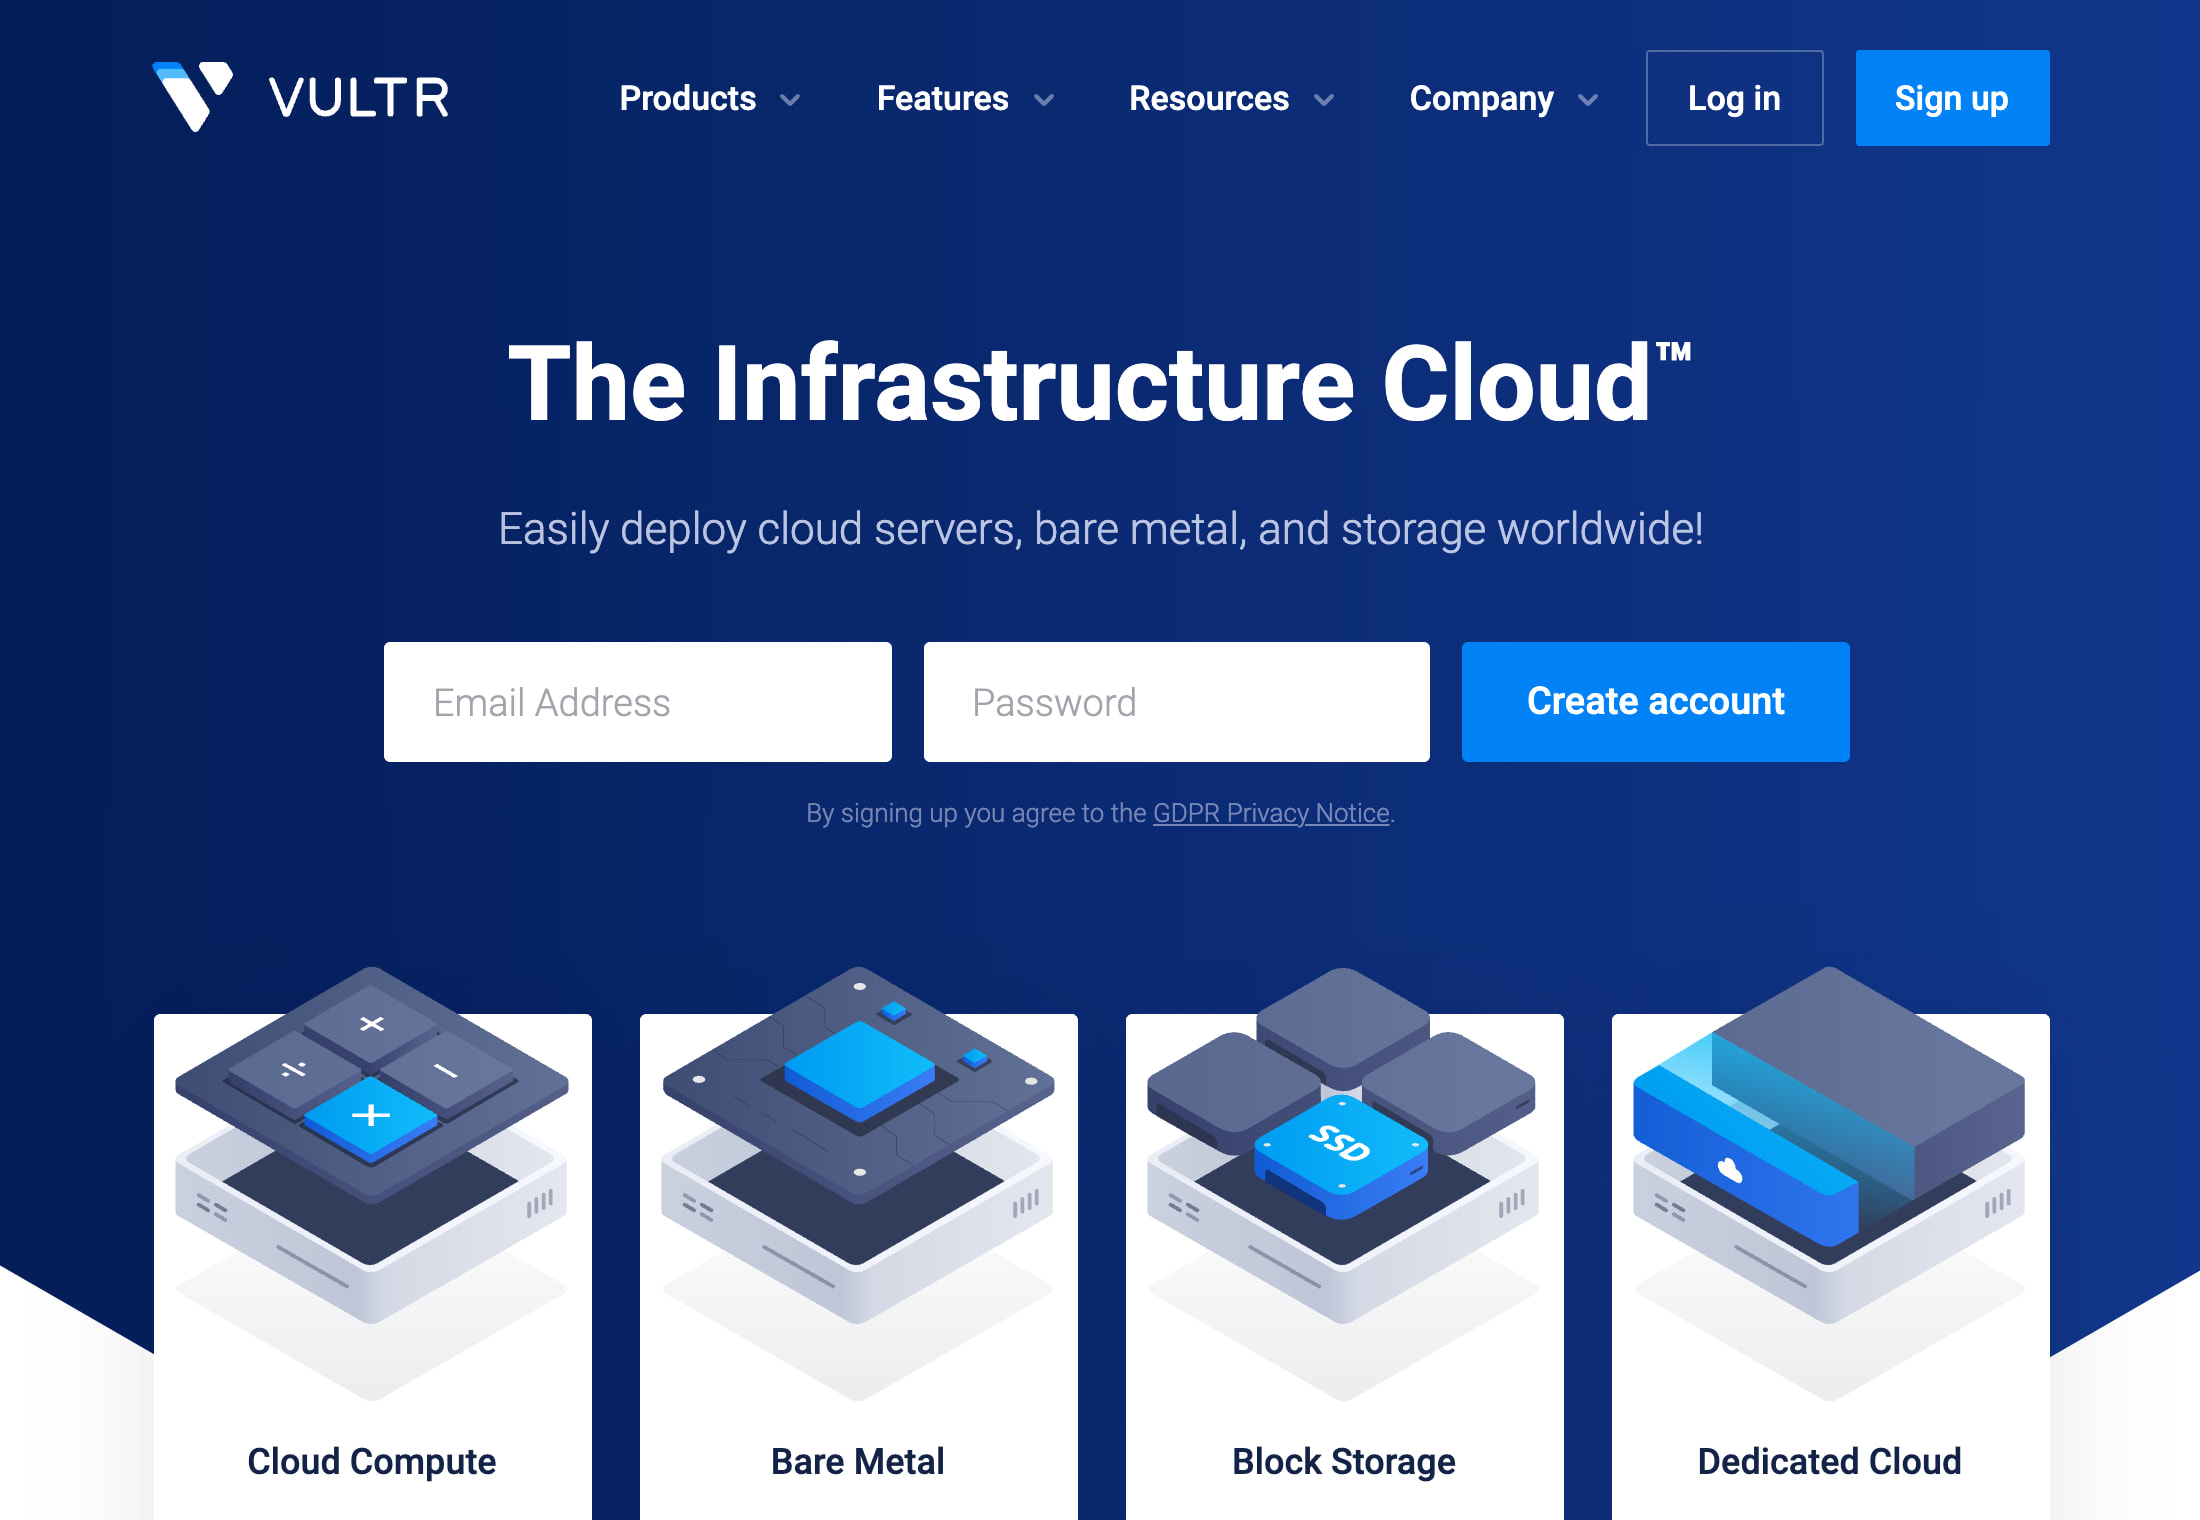 VULTR
Products Features Resources Company Log in Sign up
The Infrastructure Cloud™
Easily deploy cloud servers, bare metal, and storage worldwide!
Email Address Password Create account
By signing up you agree to the GDPR Privacy Notice.
SSD
Cloud Compute Bare Metal Block Storage Dedicated Cloud